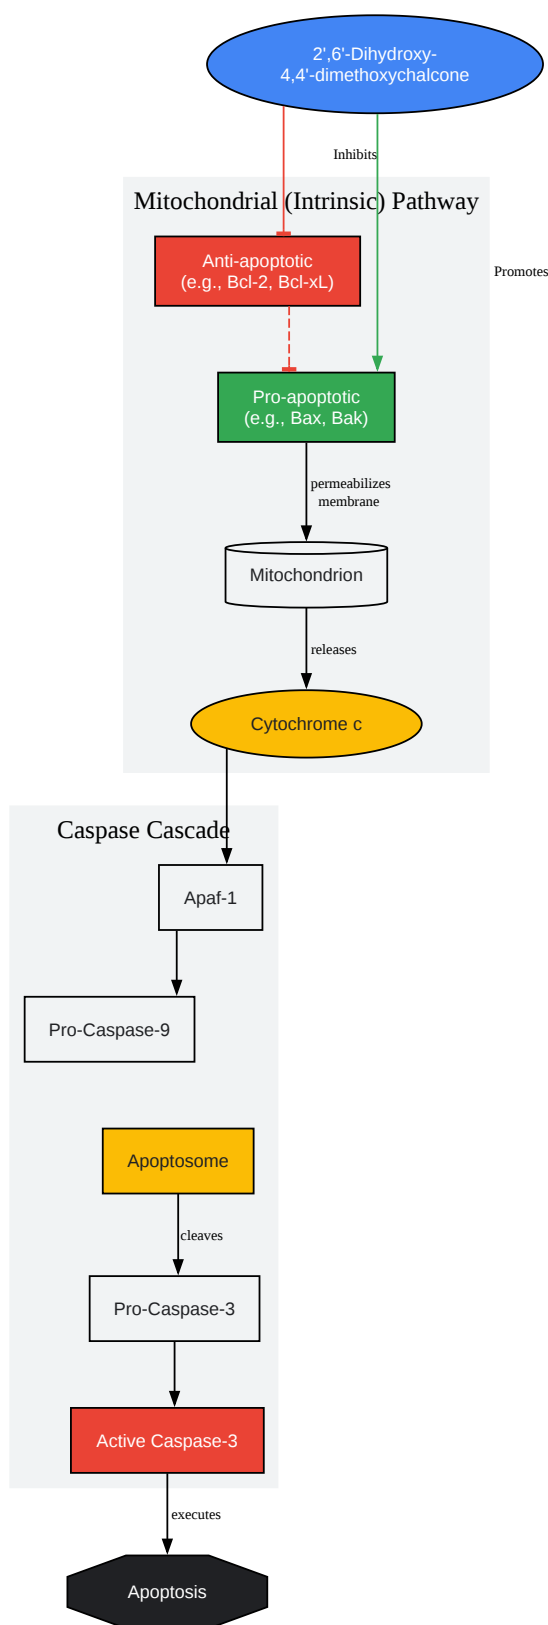 2',6'-Dihydroxy-
4,4'-dimethoxychalcone
Inhibits
Mitochondrial (Intrinsic) Pathway
Anti-apoptotic
(e.g., Bcl-2, Bcl-xL)
Promotes
Pro-apoptotic
(e.g., Bax, Bak)
permeabilizes
membrane
Mitochondrion
releases
Cytochrome c
Caspase Cascade
Apaf-1
Pro-Caspase-9
Apoptosome
cleaves
Pro-Caspase-3
Active Caspase-3
executes
Apoptosis